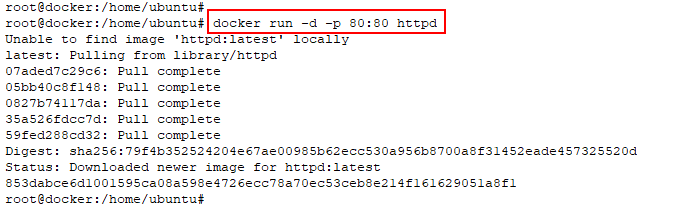 root@docker:/home/ubuntu#
root@docker:/home/ubuntu# docker run -d -p 80:80 httpd
Unable to find image 'httpd:latest' locally
latest: Pulling from library/httpd
07aded7c29c6: Pull complete
05bb40c8f148: Pull complete
0827b74117da: Pull complete
35a526fdcc7d: Pull complete
59fed288cd32: Pull complete
Digest: sha256:79f4b352524204e67ae00985b62ecc530a956b8700a8f31452eade457325520d
Status: Downloaded newer image for httpd:latest
853dabce6d1001595ca08a598e4726ecc78a70ec53ceb8e214f161629051a8f1
root@docker:/home/ubuntu#